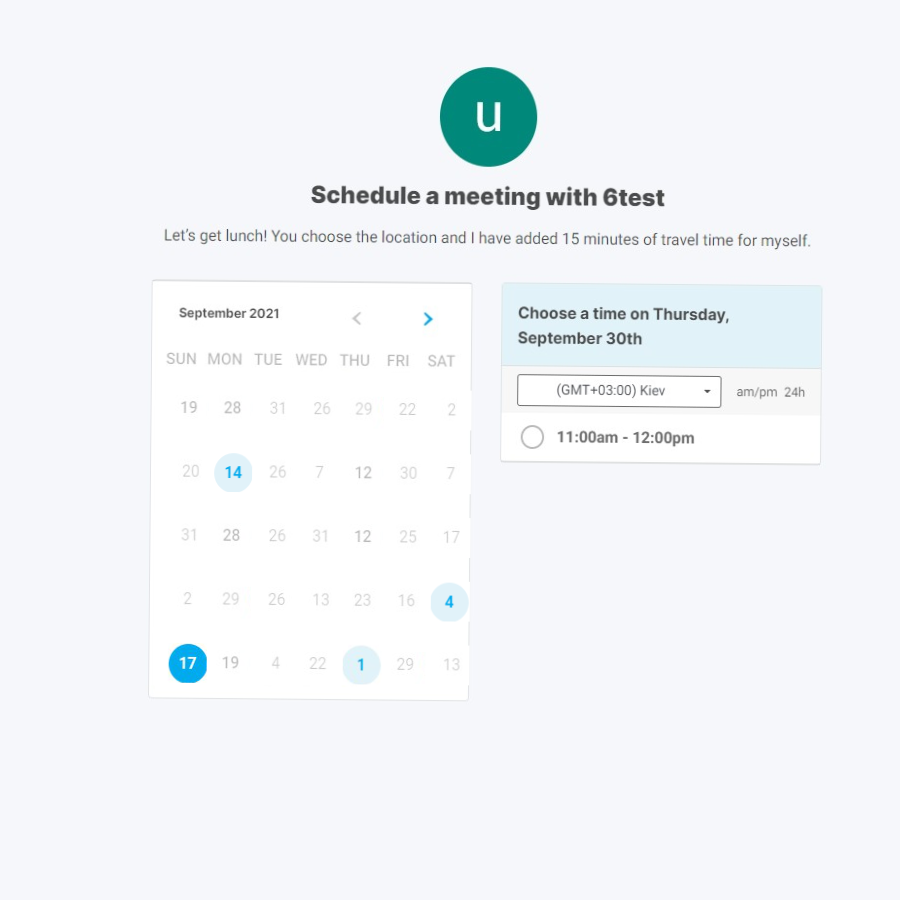 u
Schedule a meeting with 6test
Let's get lunch! You choose the location and I have added 15 minutes of travel time for myself.
September 2021
SUN MON TUE WED THU FRI SAT
19 28 31 26 29 22 2
20 14 26 7 12 30 7
31 28 26 31 12 25 17
2 29 26 13 23 16 4
17 19 4 22 1 29 13
Choose a time on Thursday,
September 30th
(GMT+03:00) Kiev am/pm 24h
11:00am - 12:00pm